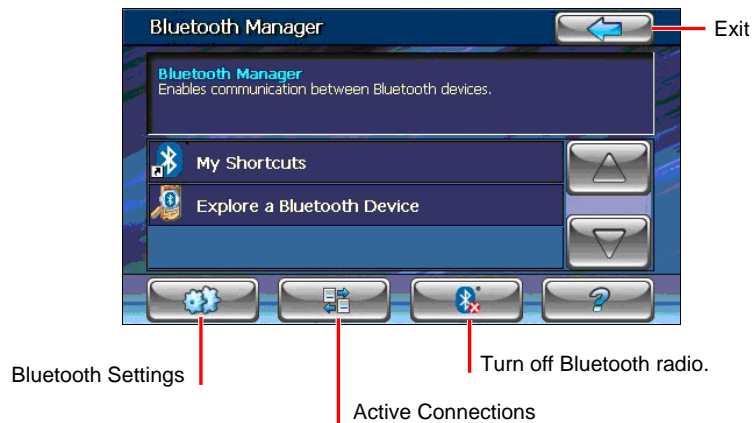 Bluetooth Manager
Exit
Bluetooth Manager
Enables communication between Bluetooth devices.
My Shortcuts
Explore a Bluetooth Device
?
Bluetooth Settings
Turn off Bluetooth radio.
Active Connections